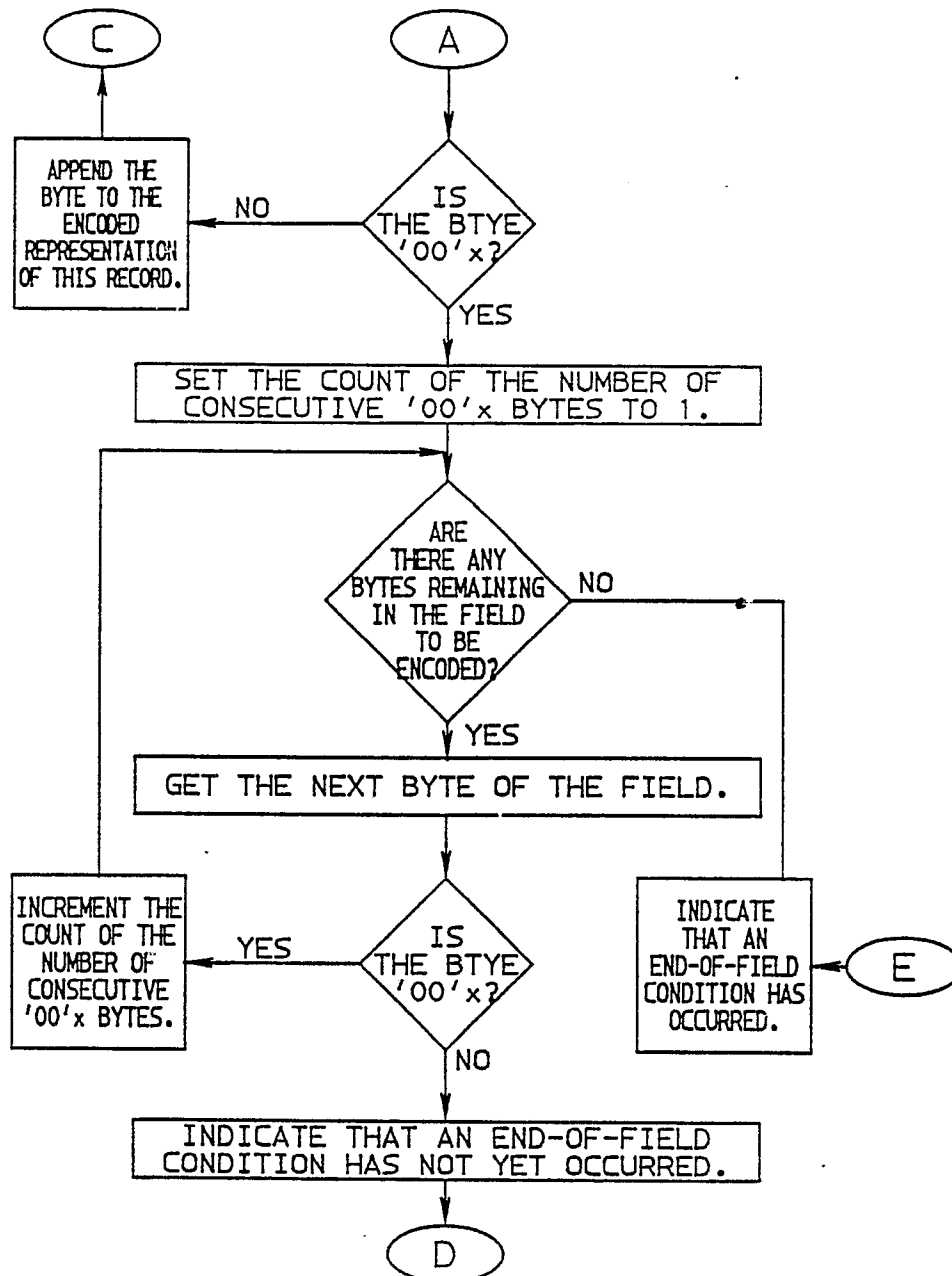 C
A
APPEND THE
BYTE TO THE
ENCODED
REPRESENTATION
OF THIS RECORD.
NO
IS
THE BTYE
'00'x?
YES
SET THE COUNT OF THE NUMBER OF
CONSECUTIVE '00'x BYTES TO 1.
ARE
THERE ANY
BYTES REMAINING
IN THE FIELD
TO BE
ENCODED?
NO
YES
GET THE NEXT BYTE OF THE FIELD.
INCREMENT THE
COUNT OF THE
NUMBER OF
CONSECUTIVE
'00'x BYTES.
YES
IS
THE BTYE
'00'x?
INDICATE
THAT AN
END-OF-FIELD
CONDITION HAS
OCCURRED.
E
NO
INDICATE THAT AN END-OF-FIELD
CONDITION HAS NOT YET OCCURRED.
D